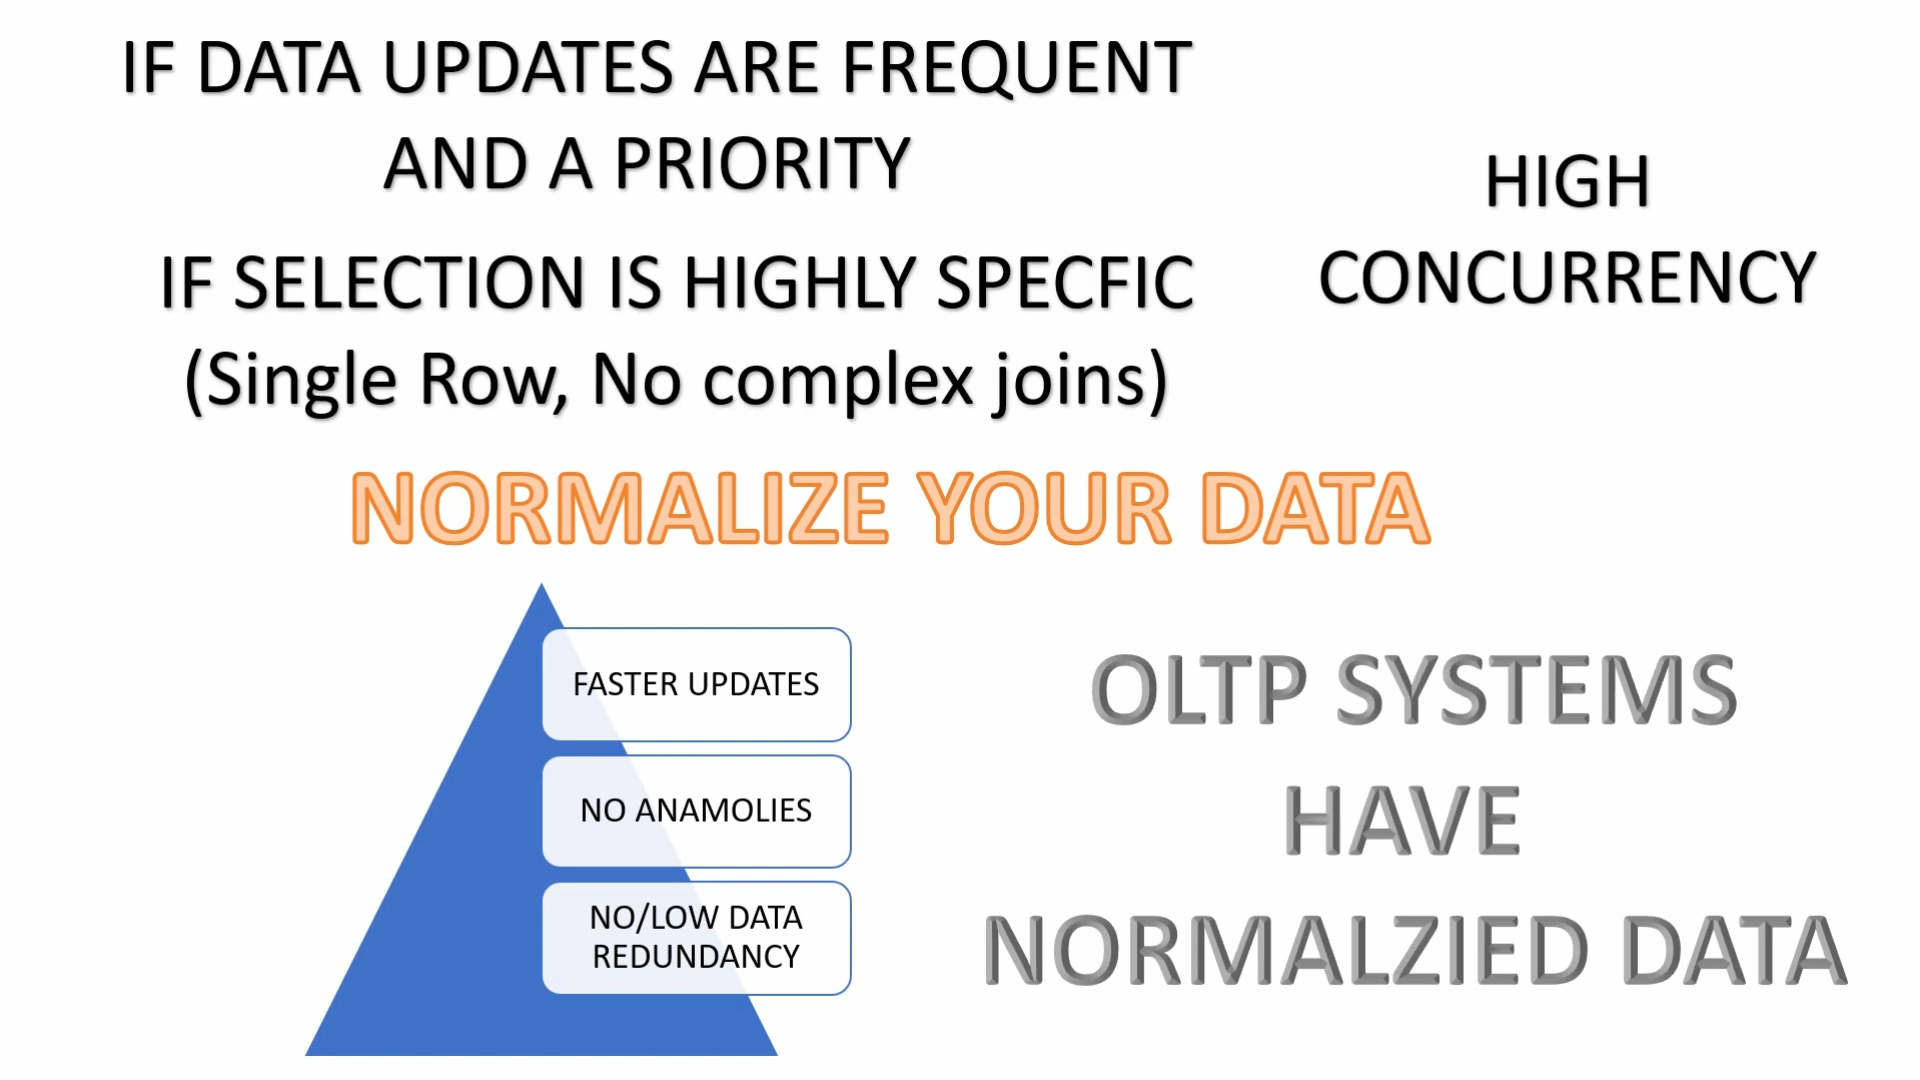 IF DATA UPDATES ARE FREQUENT
AND A PRIORITY
HIGH
CONCURRENCY
IF SELECTION IS HIGHLY SPECFIC
(Single Row, No complex joins)
NORMALIZE YOUR DATA
FASTER UPDATES
NO ANAMOLIES
NO/LOW DATA
REDUNDANCY
OLTP SYSTEMS
HAVE
NORMALZIED DATA